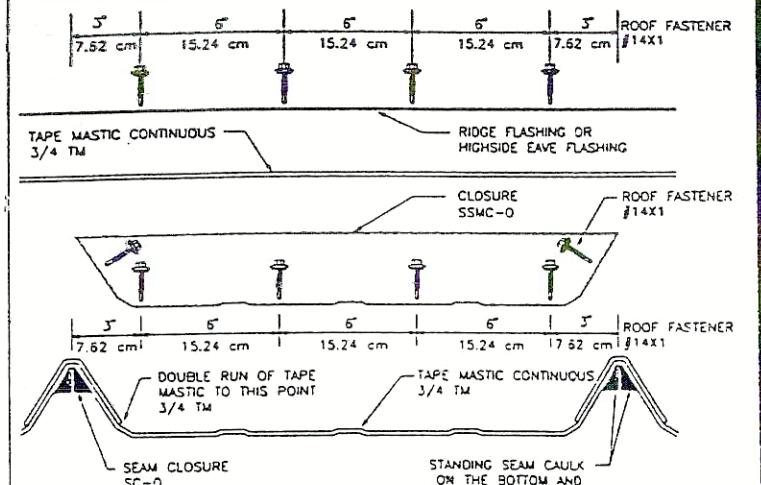 3" 6" 6" 6" 3" ROOF FASTENER
7.62 cm 15.24 cm 15.24 cm 15.24 cm 7.62 cm #14X1
TAPE MASTIC CONTINUOUS
3/4 TM
RIDGE FLASHING OR
HIGHSIDE EAVE FLASHING
CLOSURE
SSMC-O
ROOF FASTENER
#14X1
3" 6" 6" 6" 3" ROOF FASTENER
7.62 cm 15.24 cm 15.24 cm 15.24 cm 7.62 cm #14X1
DOUBLE RUN OF TAPE
MASTIC TO THIS POINT
3/4 TM
TAPE MASTIC CONTINUOUS
3/4 TM
SEAM CLOSURE
SC-O
STANDING SEAM CAULK
ON THE BOTTOM AND